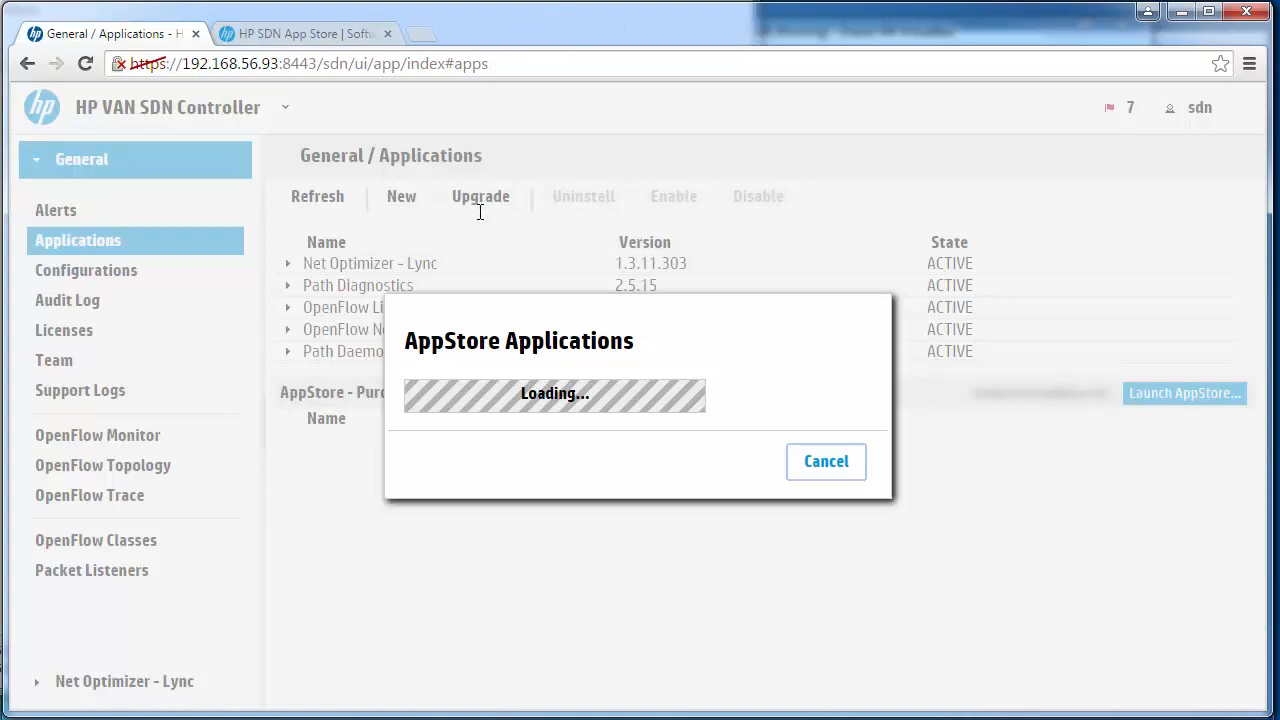 General / Applications - H
HP SDN App Store | Softw
https://192.168.56.93:8443/sdn/ui/app/index#apps
hp
HP VAN SDN Controller
7
sdn
General
General / Applications
Refresh
New
Upgrade
Uninstall
Enable
Disable
Alerts
Applications
Configurations
Audit Log
Licenses
Team
Support Logs
OpenFlow Monitor
OpenFlow Topology
OpenFlow Trace
OpenFlow Classes
Packet Listeners
Net Optimizer - Lync
Name Version State
Net Optimizer - Lync 1.3.11.303 ACTIVE
Path Diagnostics 2.5.15 ACTIVE
OpenFlow Li ACTIVE
OpenFlow No ACTIVE
Path Daemo ACTIVE
AppStore - Purc
Launch AppStore...
Name
AppStore Applications
Loading...
Cancel